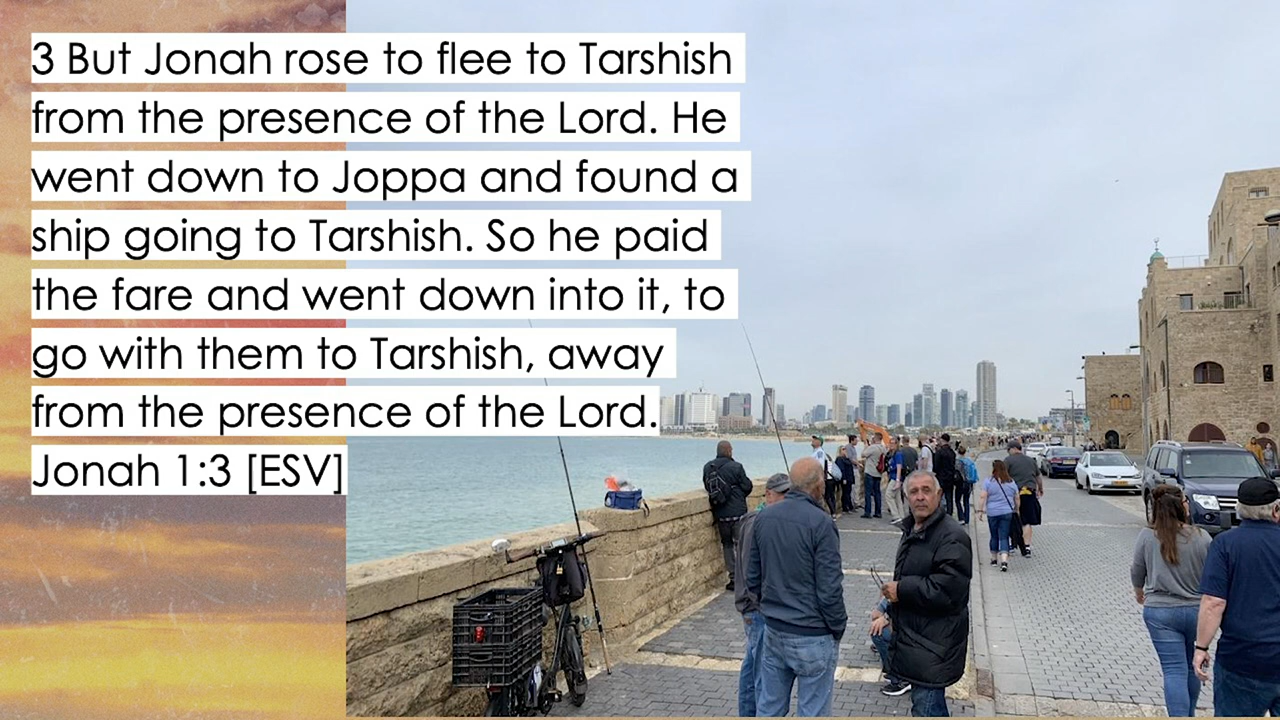 3 But Jonah rose to flee to Tarshish
from the presence of the Lord. He
went down to Joppa and found a
ship going to Tarshish. So he paid
the fare and went down into it, to
go with them to Tarshish, away
from the presence of the Lord.
Jonah 1:3 [ESV]